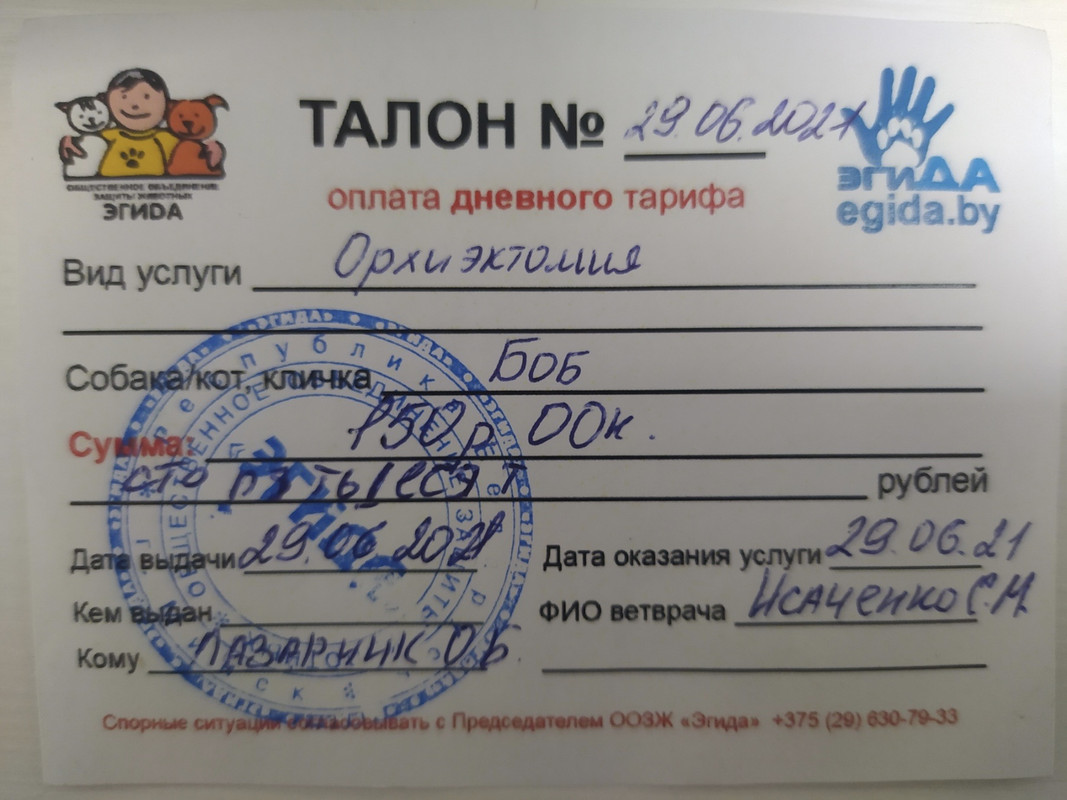 ОБЩЕСТВЕННОЕ ОБЪЕДИНЕНИЕ
ЗАЩИТЫ ЖИВОТНЫХ
ЭГИДА
ТАЛОН № 29.06.2021
эгиДА
egida.by
оплата дневного тарифа
Вид услуги Орхиэктомия
Собака/кот, кличка Боб
Сумма: 150р 00к.
сто пятьдесят рублей
Дата выдачи 29.06.2021 Дата оказания услуги 29.06.21
Кем выдан ФИО ветврача Исаченко С.М.
Кому Лазарчик О.Б.
Спорные ситуации согласовывать с Председателем ООЗЖ «Эгида» +375 (29) 630-79-33